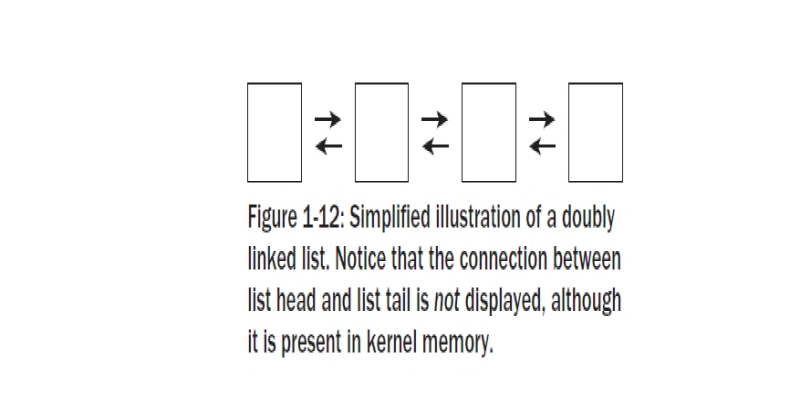 Figure 1-12: Simplified illustration of a doubly
linked list. Notice that the connection between
list head and list tail is not displayed, although
it is present in kernel memory.